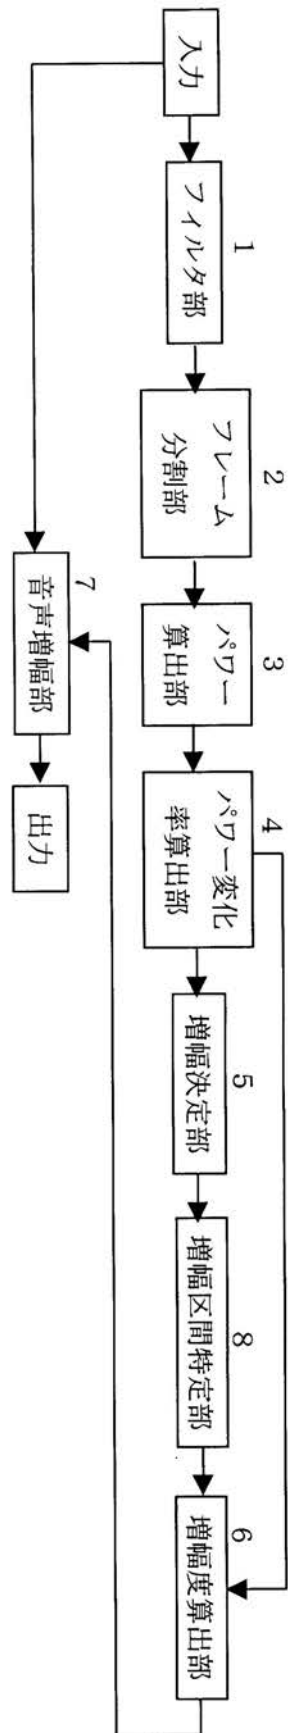 入力
1
フィルタ部
2
フレーム
分割部
3
パワー
算出部
4
パワー変化
率算出部
5
増幅決定部
8
増幅区間特定部
6
増幅度算出部
7
音声増幅部
出力